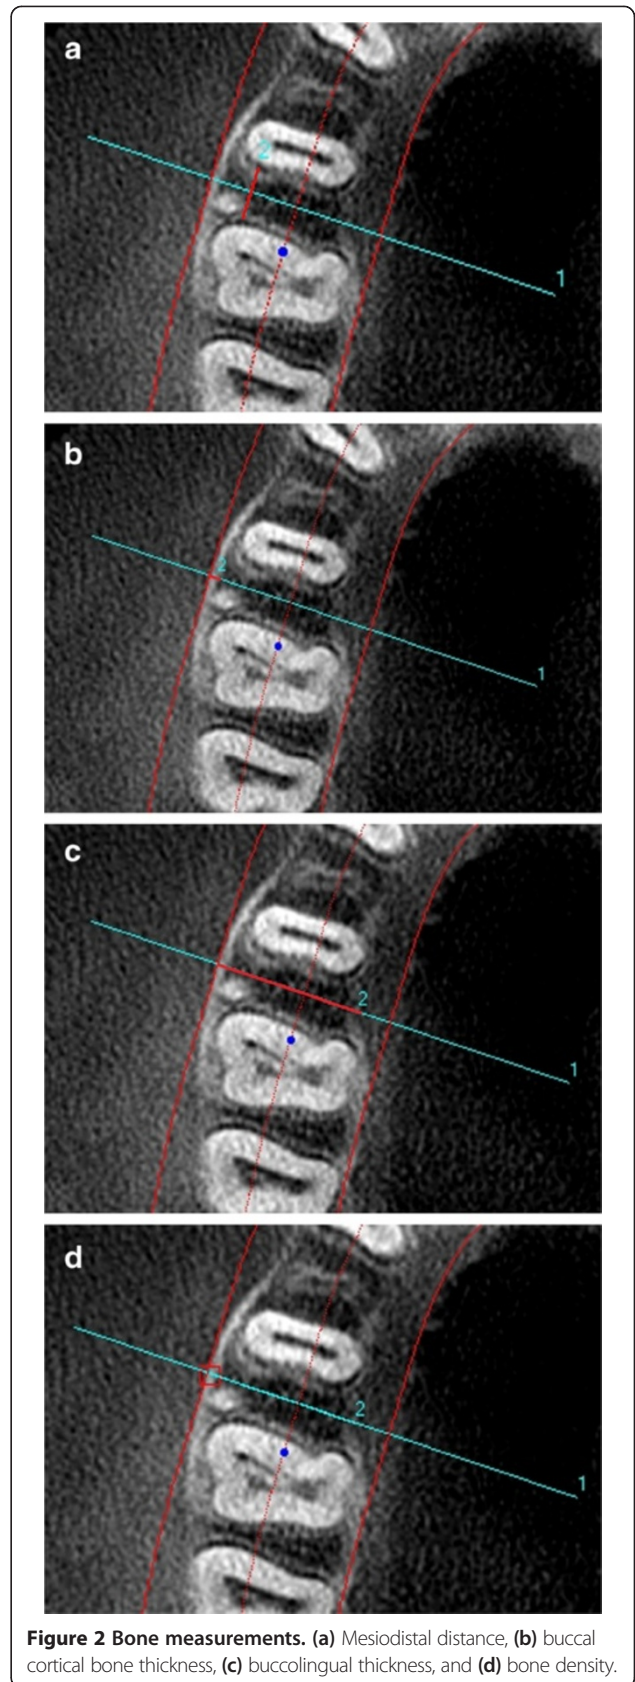 a
2
1
b
2
1
c
2
1
d
2
1
Figure 2 Bone measurements. (a) Mesiodistal distance, (b) buccal
cortical bone thickness, (c) buccolingual thickness, and (d) bone density.